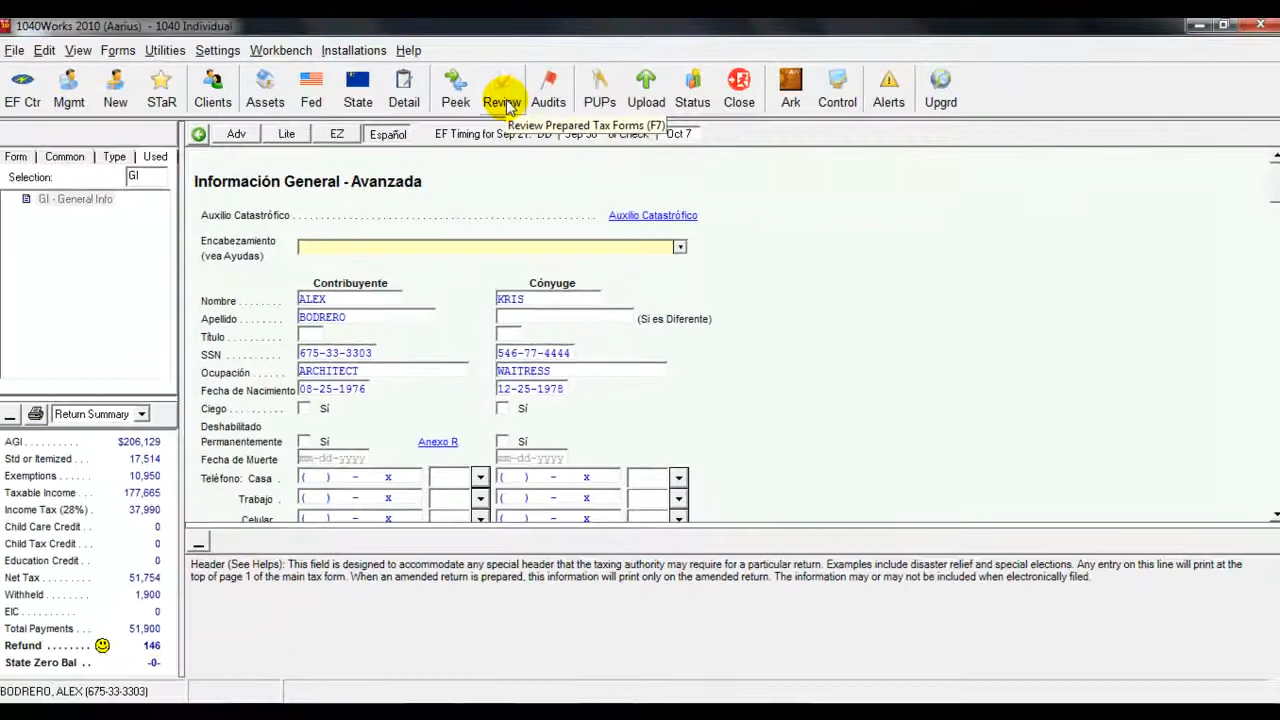 1040Works 2010 (Aarius) - 1040 Individual
File Edit View Forms Utilities Settings Workbench Installations Help
EF Ctr Mgmt New STaR Clients Assets Fed State Detail Peek Review Audits PUPs Upload Status Close Ark Control Alerts Upgrd
Review Prepared Tax Forms (F7)
Adv Lite EZ Español EF Timing for Sep 21: DD Sep 30 or Check Oct 7
Form Common Type Used
Selection: GI
GI - General Info
Información General - Avanzada
Auxilio Catastrófico Auxilio Catastrófico
Encabezamiento
(vea Ayudas)
Contribuyente Cónyuge
Nombre ALEX KRIS
Apellido BODRERO (Si es Diferente)
Título
SSN 675-33-3303 546-77-4444
Ocupación ARCHITECT WAITRESS
Fecha de Nacimiento 08-25-1976 12-25-1978
Ciego Sí Sí
Deshabilitado
Permanentemente Sí Anexo R Sí
Fecha de Muerte mm-dd-yyyy mm-dd-yyyy
Teléfono: Casa ( ) - x ( ) - x
Trabajo ( ) - x ( ) - x
Celular ( ) - x ( ) - x
Return Summary
AGI $206,129
Std or Itemized 17,514
Exemptions 10,950
Taxable Income 177,665
Income Tax (28%) 37,990
Child Care Credit 0
Child Tax Credit 0
Education Credit 0
Net Tax 51,754
Withheld 1,900
EIC 0
Total Payments 51,900
Refund 146
State Zero Bal -0-
Header (See Helps): This field is designed to accommodate any special header that the taxing authority may require for a particular return. Examples include disaster relief and special elections. Any entry on this line will print at the
top of page 1 of the main tax form. When an amended return is prepared, this information will print only on the amended return. The information may or may not be included when electronically filed.
BODRERO, ALEX (675-33-3303)